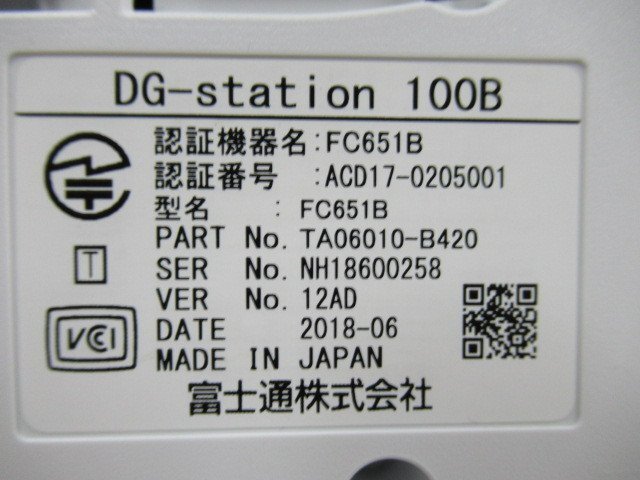 DG-station 100B
認証機器名:FC651B
認証番号 :ACD17-0205001
型名 : FC651B
PART No. TA06010-B420
T
SER No. NH18600258
VER No. 12AD
VCCI
DATE 2018-06
MADE IN JAPAN
富士通株式会社